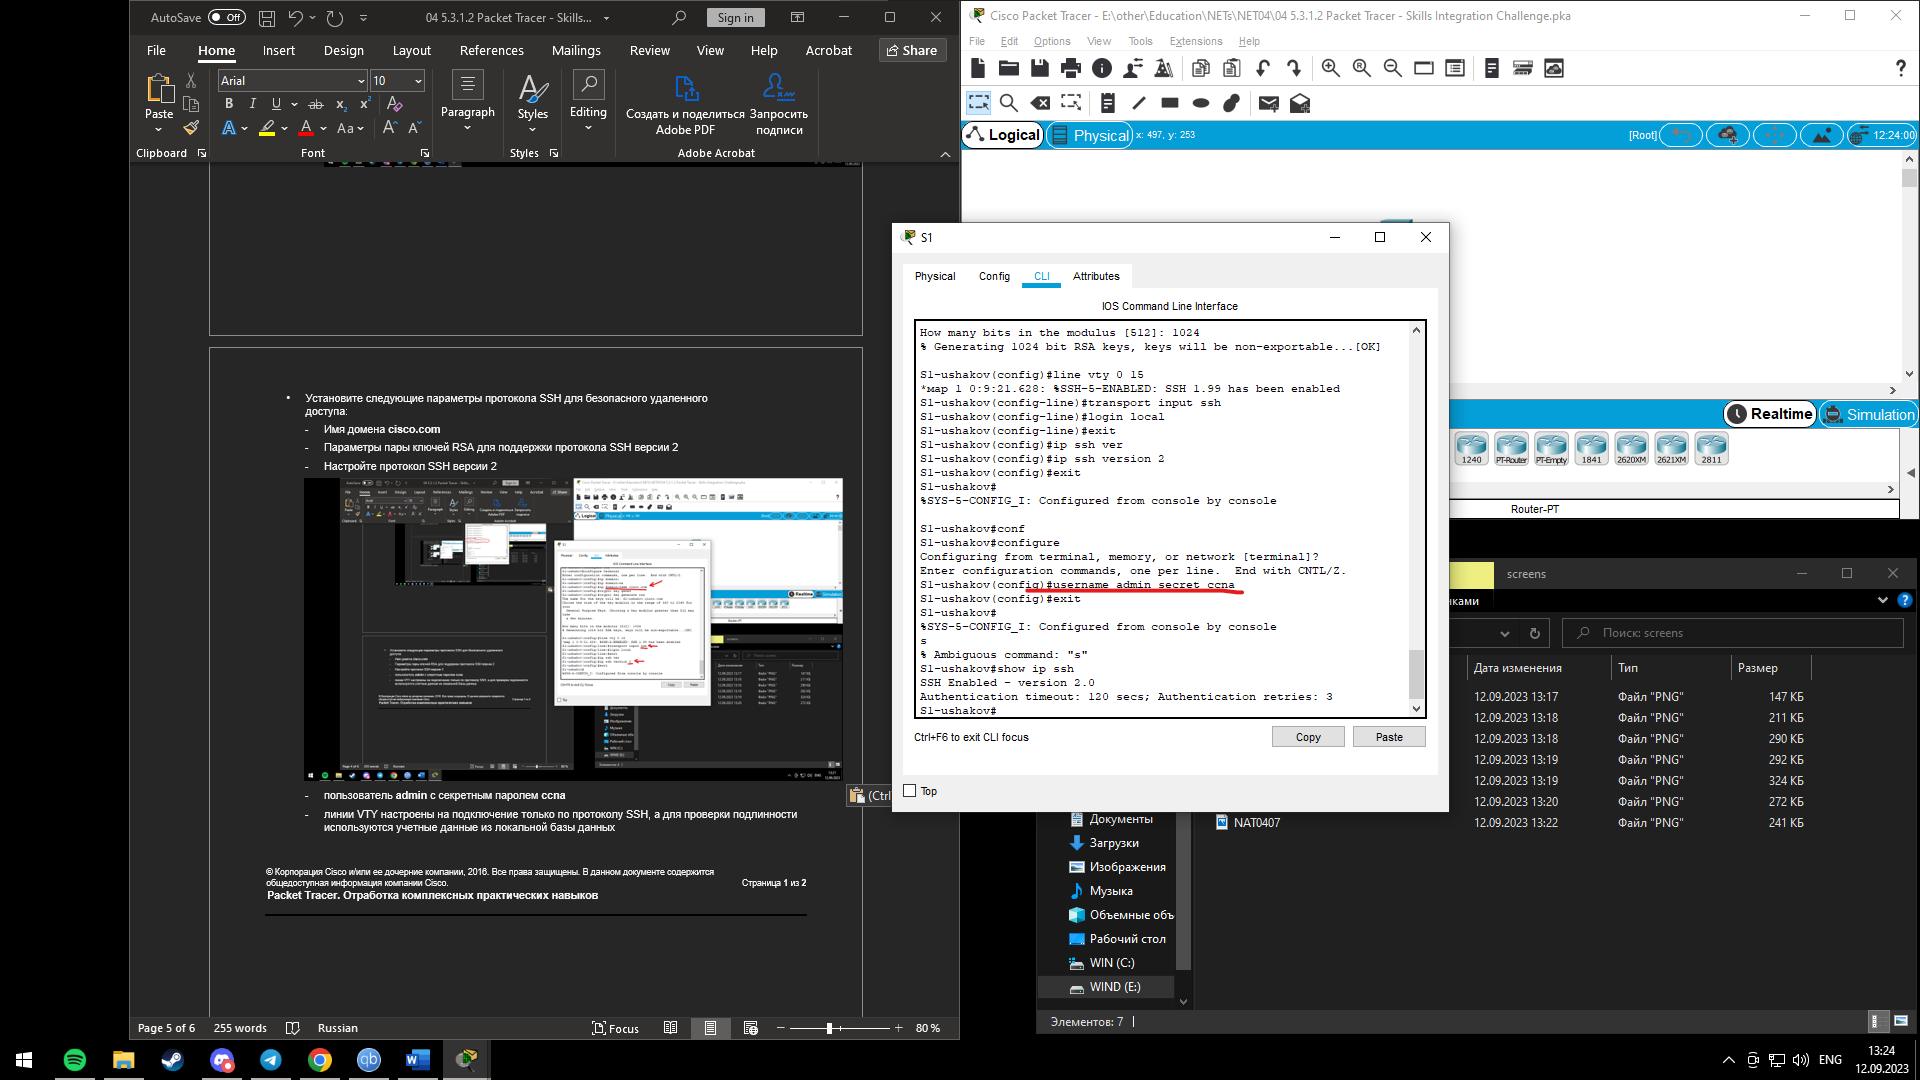 AutoSave Off 04 5.3.1.2 Packet Tracer - Skills... Sign in
File Home Insert Design Layout References Mailings Review View Help Acrobat Share
Arial 10
Paste
Paragraph
Styles
Editing
Создать и поделиться Adobe PDF
Запросить подписи
Clipboard Font Styles Adobe Acrobat
• Установите следующие параметры протокола SSH для безопасного удаленного
доступа:
- Имя домена cisco.com
- Параметры пары ключей RSA для поддержки протокола SSH версии 2
- Настройте протокол SSH версии 2
- пользователь admin с секретным паролем ccna
- линии VTY настроены на подключение только по протоколу SSH, а для проверки подлинности
используются учетные данные из локальной базы данных
(Ctrl
© Корпорация Cisco и/или ее дочерние компании, 2016. Все права защищены. В данном документе содержится
общедоступная информация компании Cisco. Страница 1 из 2
Packet Tracer. Отработка комплексных практических навыков
Page 5 of 6 255 words Russian Focus 80 %
Cisco Packet Tracer - E:\other\Education\NETs\NET04\04 5.3.1.2 Packet Tracer - Skills Integration Challenge.pka
File Edit Options View Tools Extensions Help
?
Logical Physical x: 497, y: 253 [Root] 12:24:00
S1
Physical Config CLI Attributes
IOS Command Line Interface
How many bits in the modulus [512]: 1024
% Generating 1024 bit RSA keys, keys will be non-exportable...[OK]
S1-ushakov(config)#line vty 0 15
*мар 1 0:9:21.628: %SSH-5-ENABLED: SSH 1.99 has been enabled
S1-ushakov(config-line)#transport input ssh
S1-ushakov(config-line)#login local
S1-ushakov(config-line)#exit
S1-ushakov(config)#ip ssh ver
S1-ushakov(config)#ip ssh version 2
S1-ushakov(config)#exit
S1-ushakov#
%SYS-5-CONFIG_I: Configured from console by console
S1-ushakov#conf
S1-ushakov#configure
Configuring from terminal, memory, or network [terminal]?
Enter configuration commands, one per line. End with CNTL/Z.
S1-ushakov(config)#username admin secret ccna
S1-ushakov(config)#exit
S1-ushakov#
%SYS-5-CONFIG_I: Configured from console by console
s
% Ambiguous command: "s"
S1-ushakov#show ip ssh
SSH Enabled - version 2.0
Authentication timeout: 120 secs; Authentication retries: 3
S1-ushakov#
Ctrl+F6 to exit CLI focus Copy Paste
Top
Realtime Simulation
1240 PT-Router PT-Empty 1841 2620XM 2621XM 2811
Router-PT
screens
нками
Поиск: screens
Дата изменения Тип Размер
12.09.2023 13:17 Файл "PNG" 147 КБ
12.09.2023 13:18 Файл "PNG" 211 КБ
12.09.2023 13:18 Файл "PNG" 290 КБ
12.09.2023 13:19 Файл "PNG" 292 КБ
12.09.2023 13:19 Файл "PNG" 324 КБ
12.09.2023 13:20 Файл "PNG" 272 КБ
NAT0407 12.09.2023 13:22 Файл "PNG" 241 КБ
Документы
Загрузки
Изображения
Музыка
Объемные объ
Рабочий стол
WIN (C:)
WIND (E:)
Элементов: 7
ENG
13:24
12.09.2023